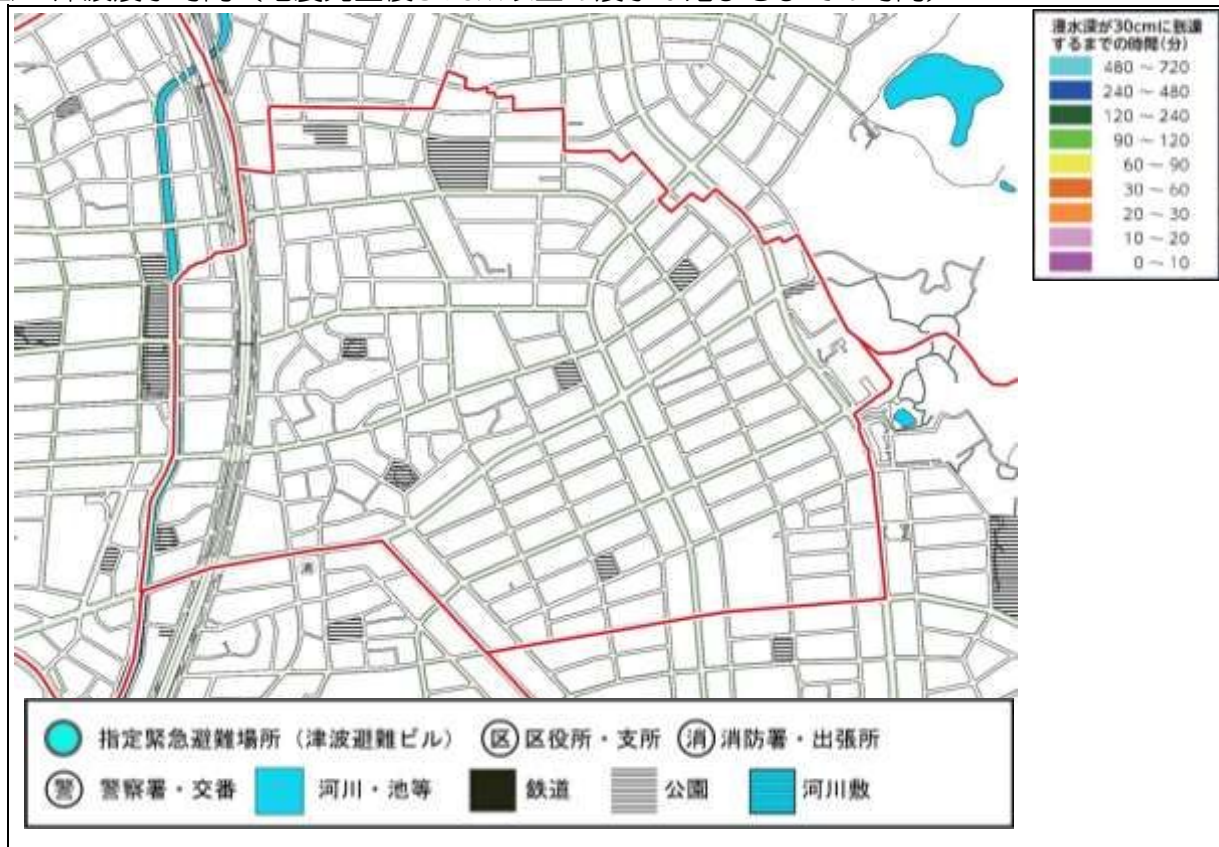 浸水深が30cmに到達
するまでの時間(分)
480 ～ 720
240 ～ 480
120 ～ 240
90 ～ 120
60 ～ 90
30 ～ 60
20 ～ 30
10 ～ 20
0 ～ 10
消
指定緊急避難場所（津波避難ビル）
区 区役所・支所
消 消防署・出張所
警 警察署・交番
河川・池等
鉄道
公園
河川敷